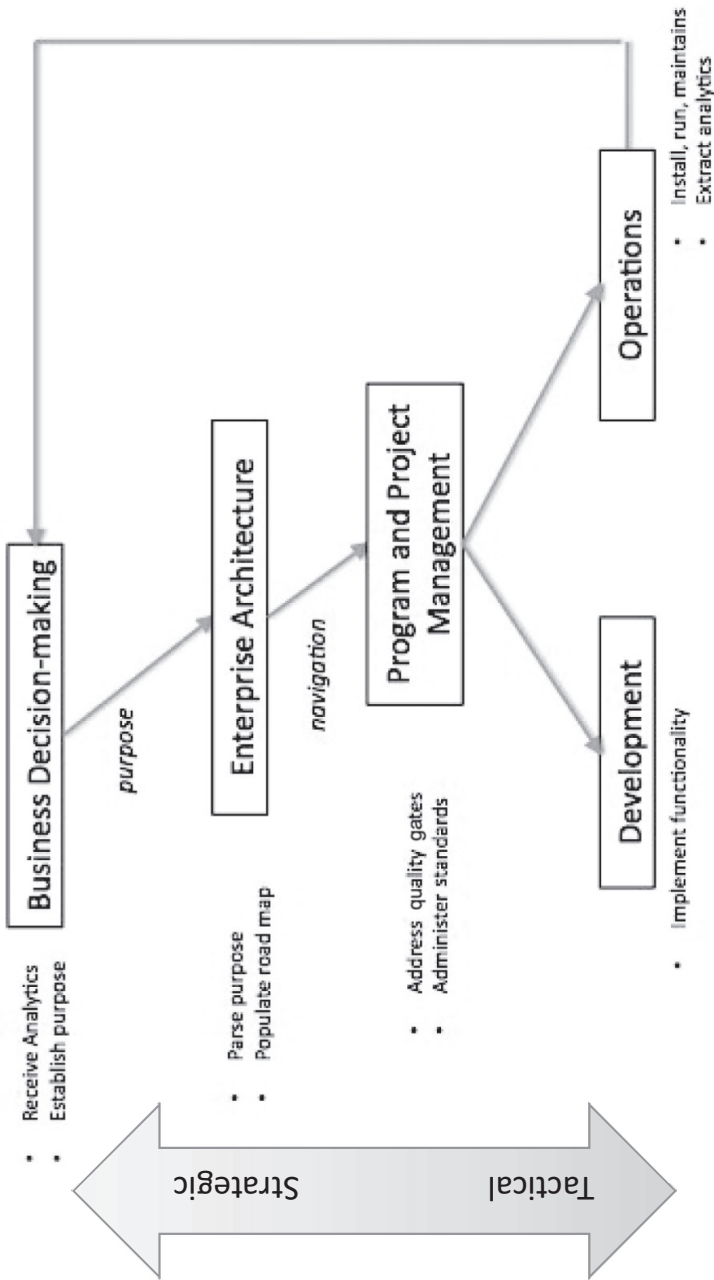 Business Decision-making
Receive Analytics
Establish purpose
purpose
Enterprise Architecture
Parse purpose
Populate road map
navigation
Program and Project
Management
Address quality gates
Administer standards
Development
Implement functionality
Operations
Install, run, maintains
Extract analytics
Strategic
Tactical